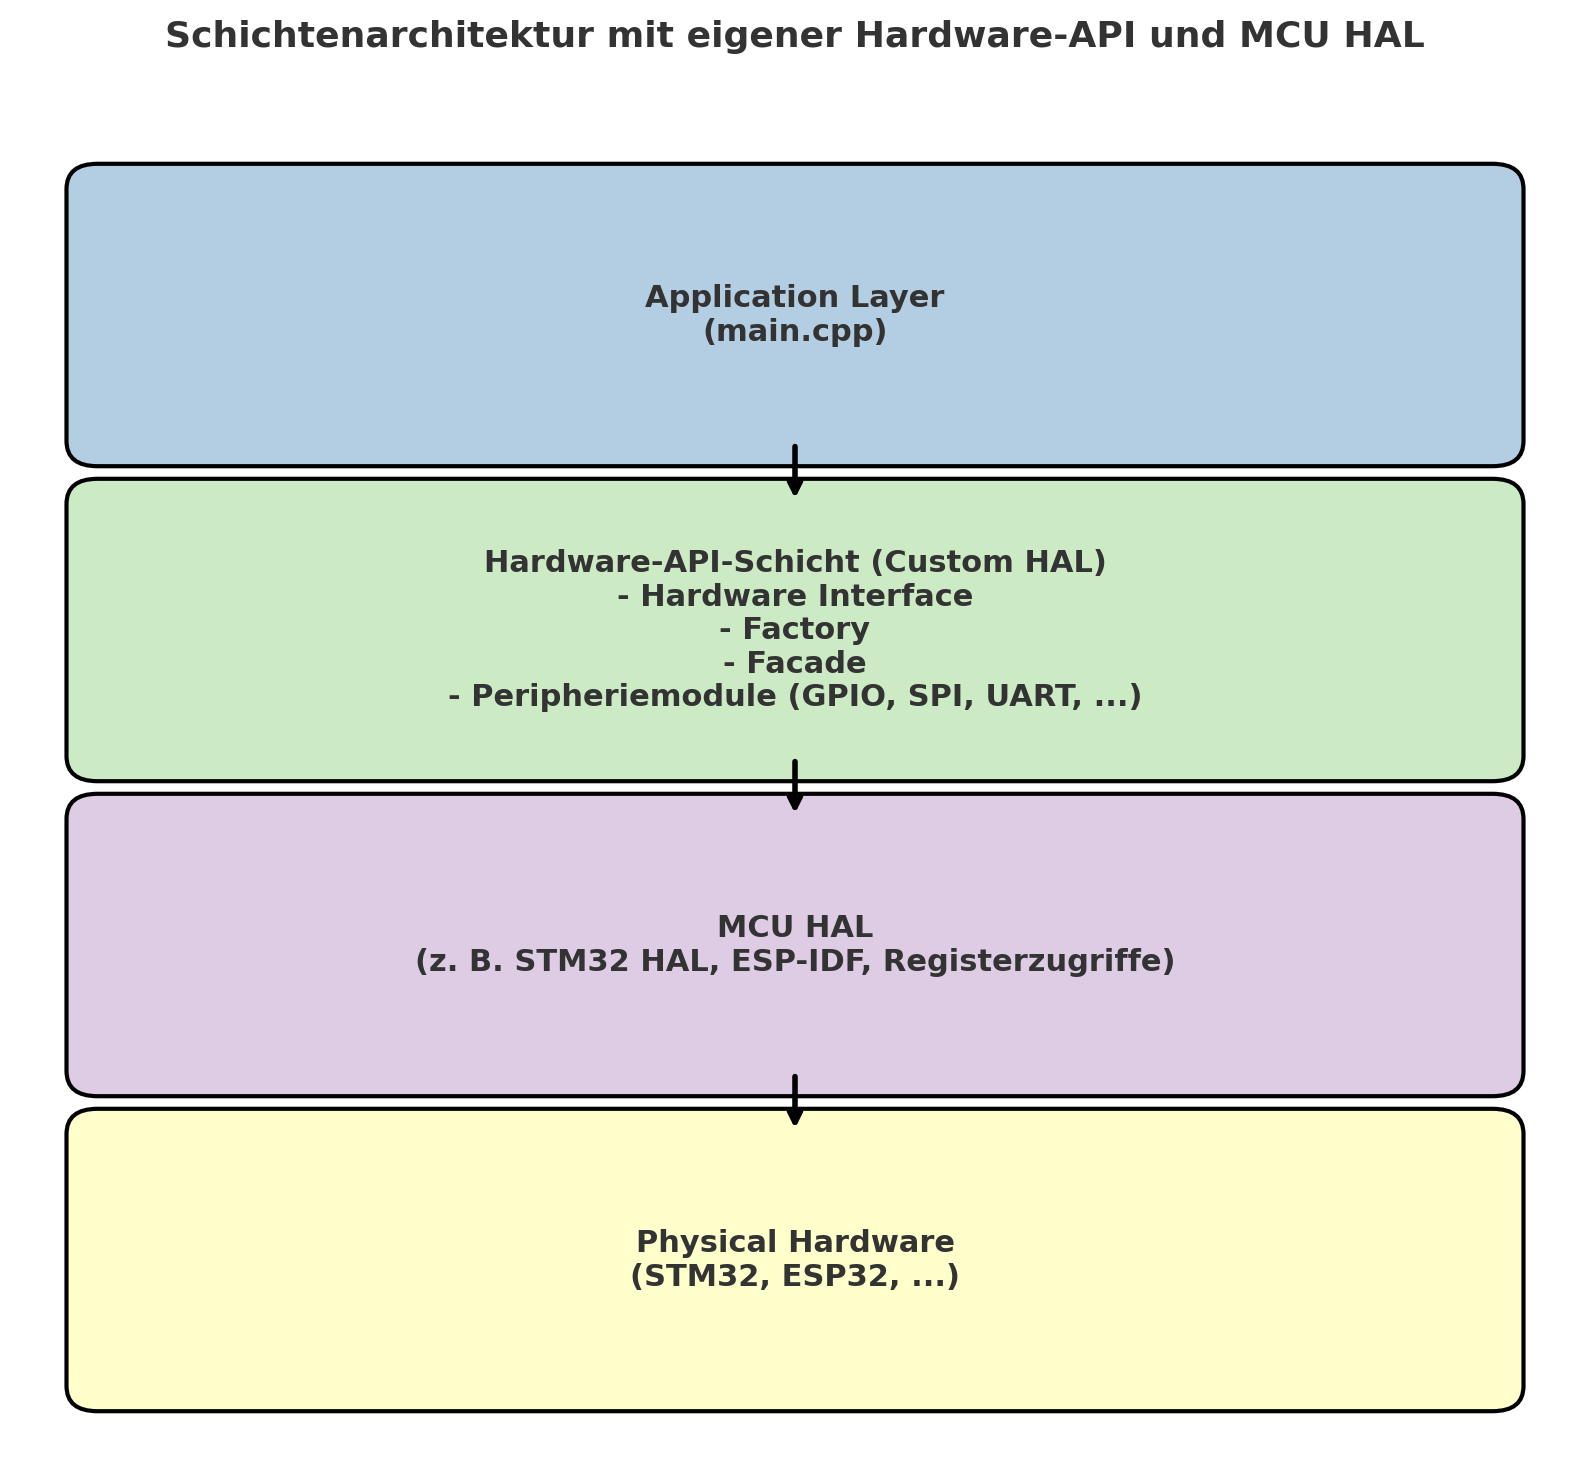 Schichtenarchitektur mit eigener Hardware-API und MCU HAL
Application Layer
(main.cpp)
Hardware-API-Schicht (Custom HAL)
- Hardware Interface
- Factory
- Facade
- Peripheriemodule (GPIO, SPI, UART, ...)
MCU HAL
(z. B. STM32 HAL, ESP-IDF, Registerzugriffe)
Physical Hardware
(STM32, ESP32, ...)